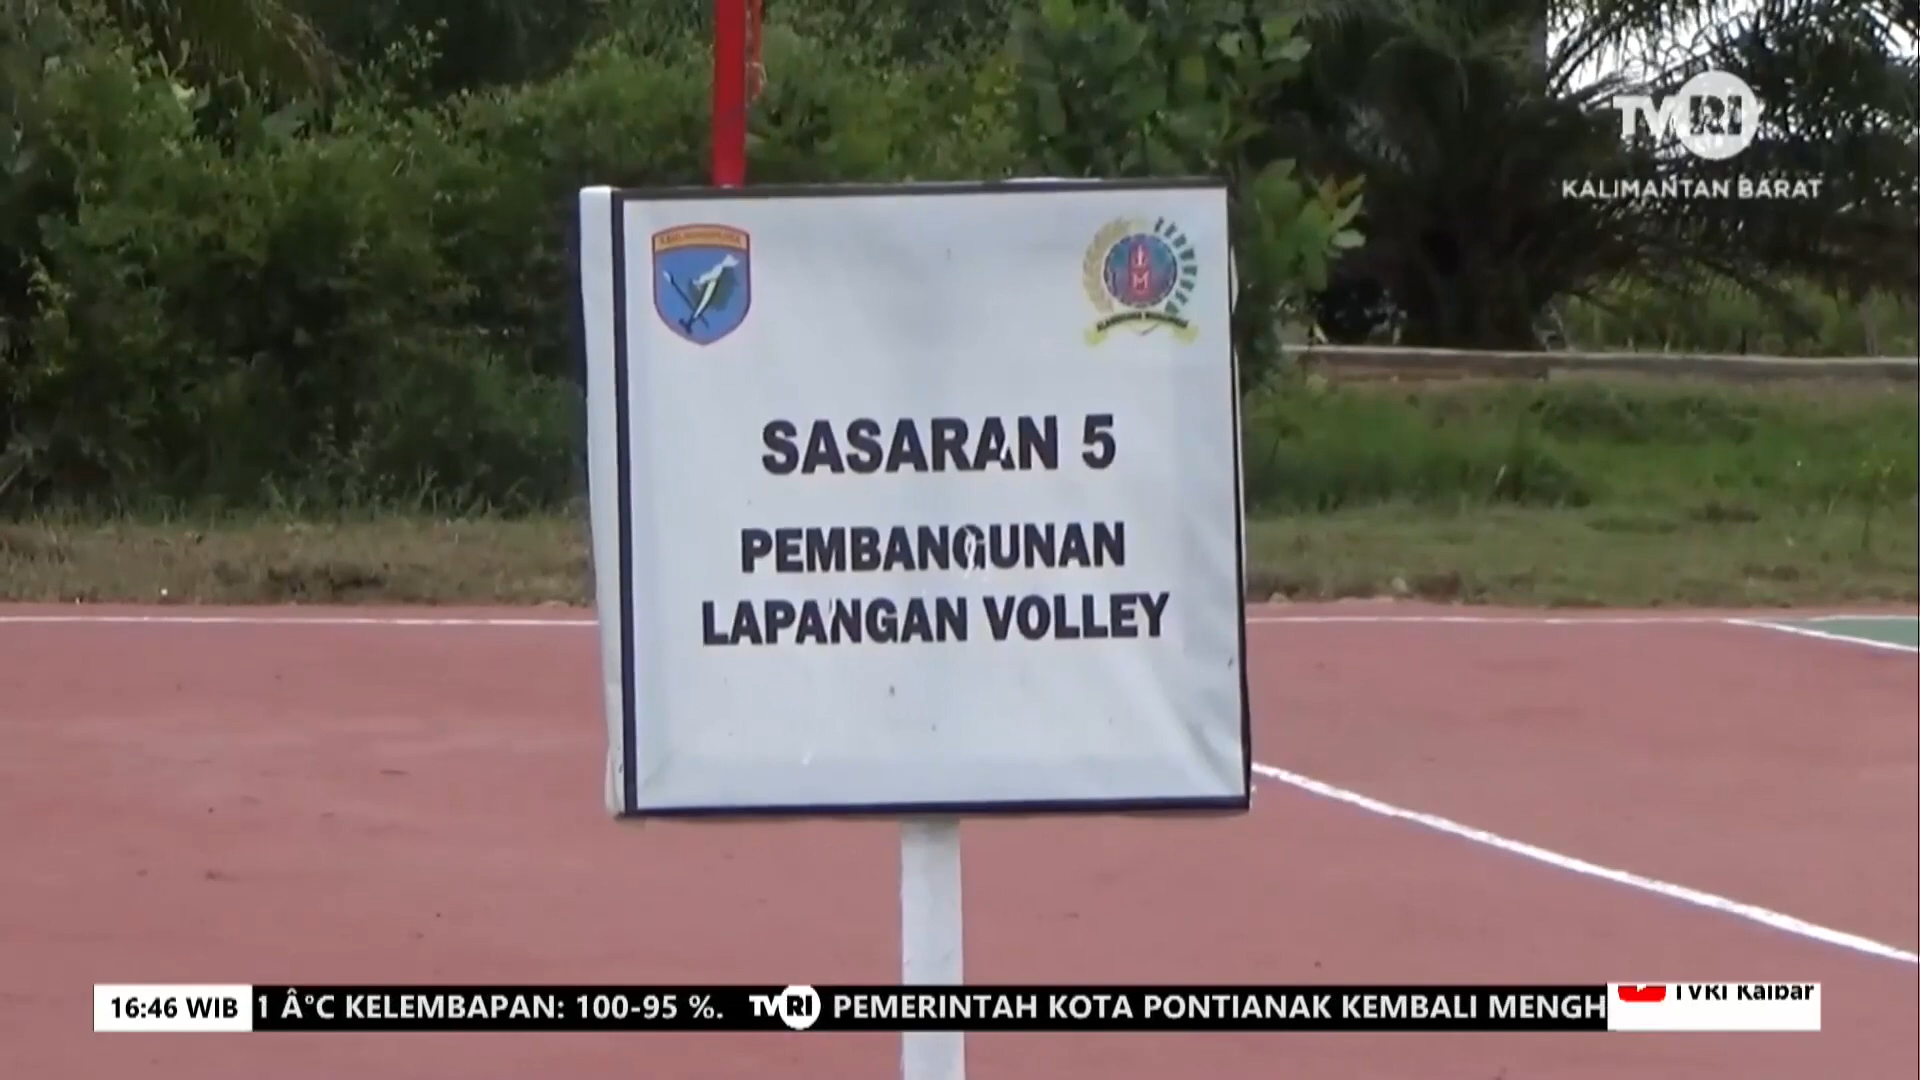 TVRI
KALIMANTAN BARAT
SASARAN 5
PEMBANGUNAN
LAPANGAN VOLLEY
16:46 WIB
1 Â°C KELEMBAPAN: 100-95 %. TVRI PEMERINTAH KOTA PONTIANAK KEMBALI MENGH
TVRI Kalbar